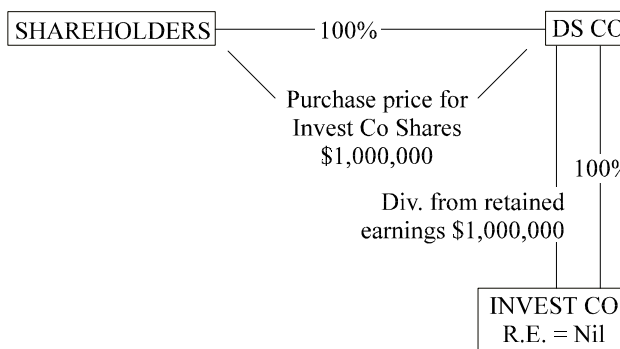 SHAREHOLDERS
100%
DS CO
Purchase price for
Invest Co Shares
$1,000,000
100%
Div. from retained
earnings $1,000,000
INVEST CO
R.E. = Nil